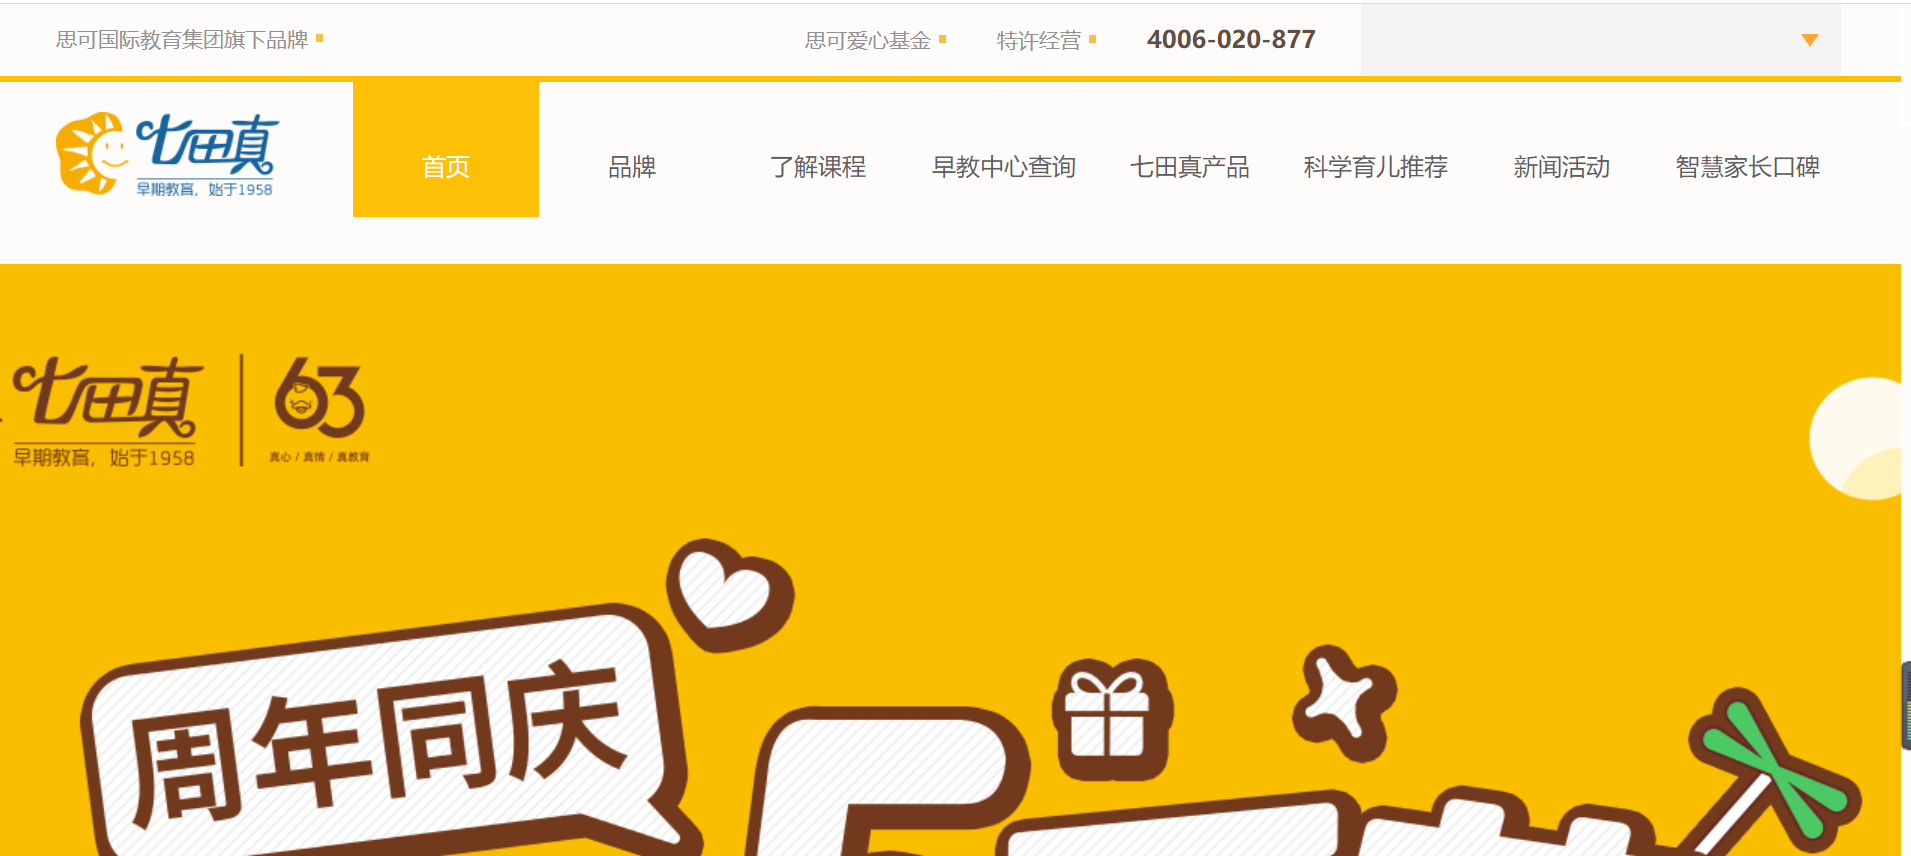 思可国际教育集团旗下品牌
思可爱心基金 特许经营 4006-020-877
七田真
早期教育，始于1958
首页 品牌 了解课程 早教中心查询 七田真产品 科学育儿推荐 新闻活动 智慧家长口碑
七田真
早期教育，始于1958
63
真心 / 真情 / 真教育
周年同庆